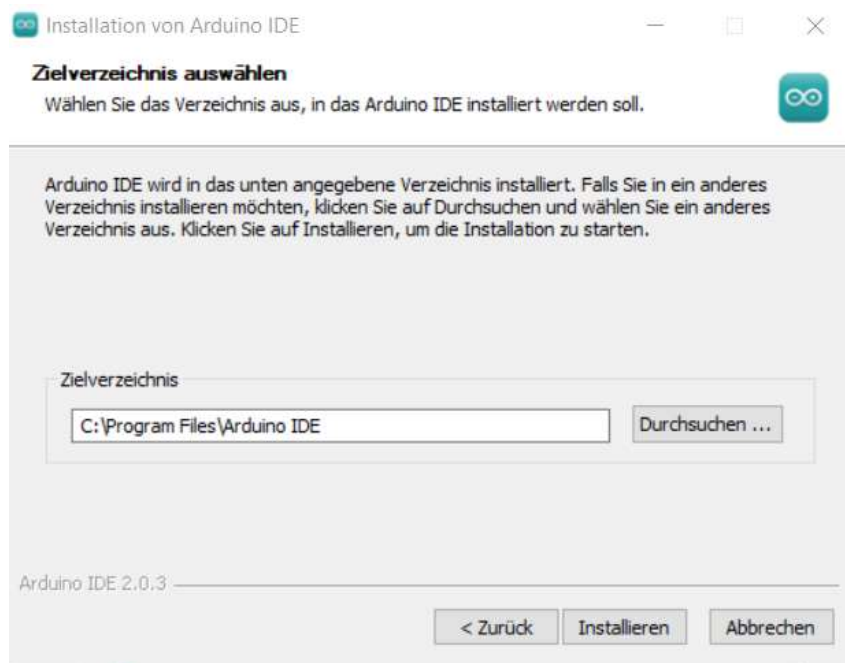 Installation von Arduino IDE
Zielverzeichnis auswählen
Wählen Sie das Verzeichnis aus, in das Arduino IDE installiert werden soll.
Arduino IDE wird in das unten angegebene Verzeichnis installiert. Falls Sie in ein anderes
Verzeichnis installieren möchten, klicken Sie auf Durchsuchen und wählen Sie ein anderes
Verzeichnis aus. Klicken Sie auf Installieren, um die Installation zu starten.
Zielverzeichnis
C:\Program Files\Arduino IDE
Durchsuchen ...
Arduino IDE 2.0.3
< Zurück
Installieren
Abbrechen